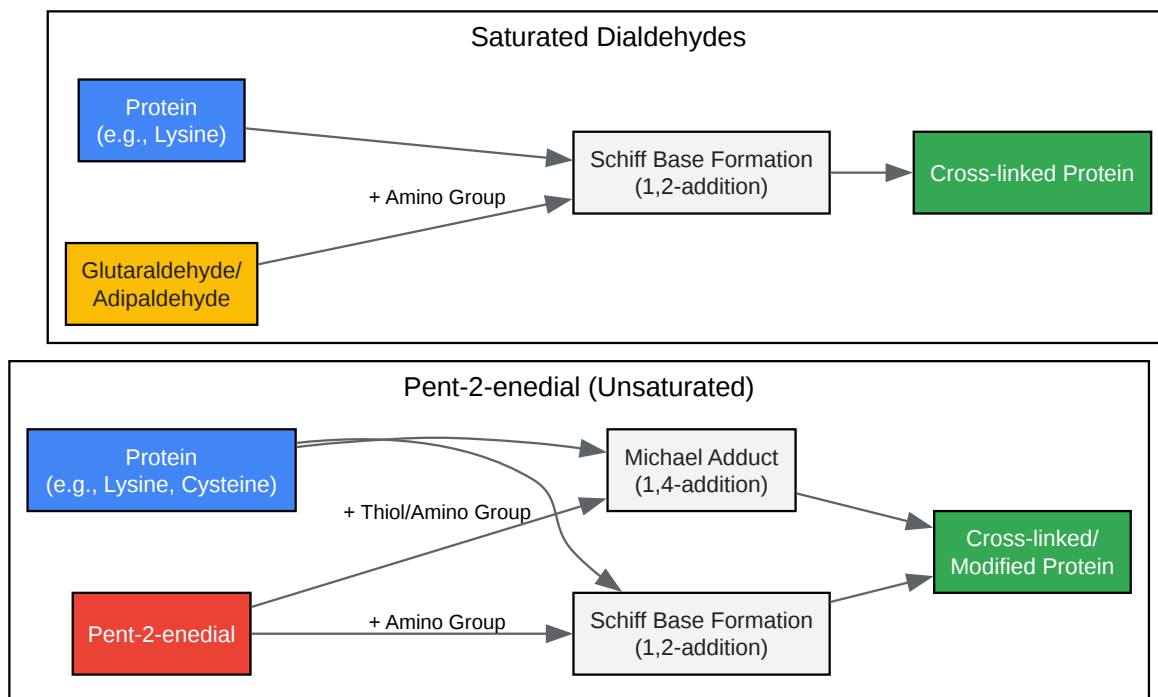 Saturated Dialdehydes
Protein
(e.g., Lysine)
Schiff Base Formation
(1,2-addition)
Cross-linked Protein
+ Amino Group
Glutaraldehyde/
Adipaldehyde
Pent-2-enedial (Unsaturated)
Protein
(e.g., Lysine, Cysteine)
Michael Adduct
(1,4-addition)
+ Thiol/Amino Group
Cross-linked/
Modified Protein
Pent-2-enedial
+ Amino Group
Schiff Base Formation
(1,2-addition)